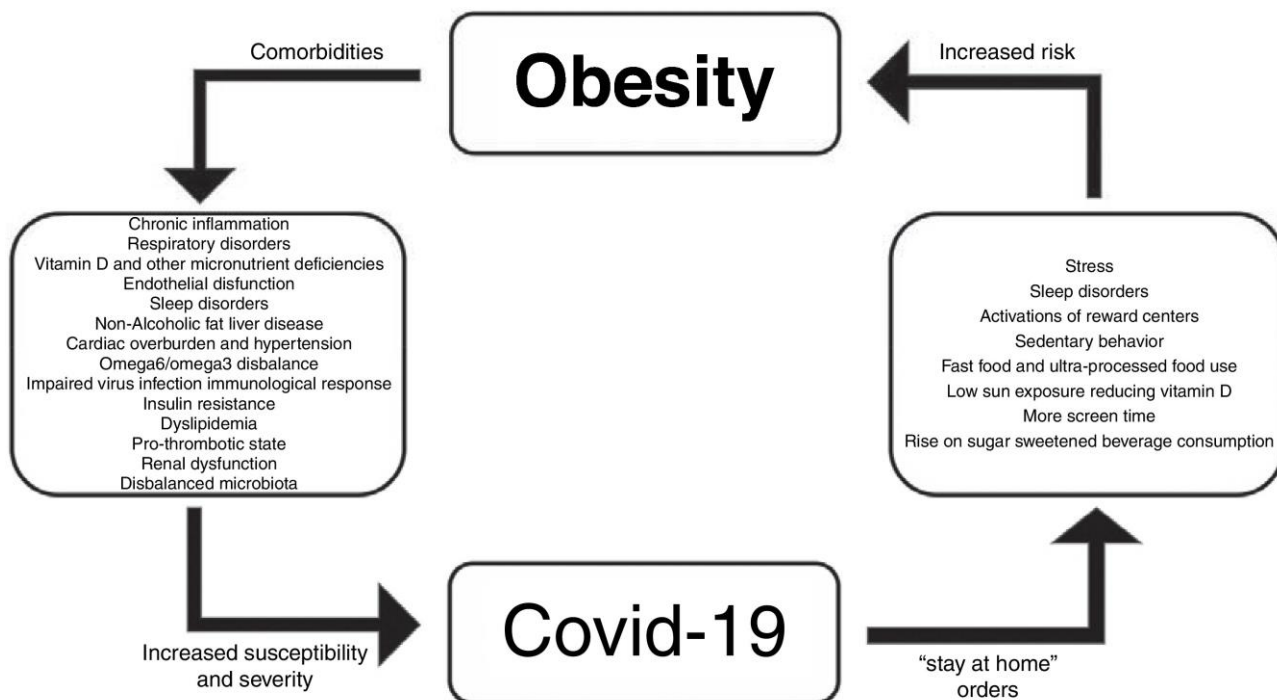 Comorbidities
Obesity
Increased risk
Chronic inflammation
Respiratory disorders
Vitamin D and other micronutrient deficiencies
Endothelial disfunction
Sleep disorders
Non-Alcoholic fat liver disease
Cardiac overburden and hypertension
Omega6/omega3 disbalance
Impaired virus infection immunological response
Insulin resistance
Dyslipidemia
Pro-thrombotic state
Renal dysfunction
Disbalanced microbiota
Stress
Sleep disorders
Activations of reward centers
Sedentary behavior
Fast food and ultra-processed food use
Low sun exposure reducing vitamin D
More screen time
Rise on sugar sweetened beverage consumption
Increased susceptibility
and severity
Covid-19
“stay at home”
orders